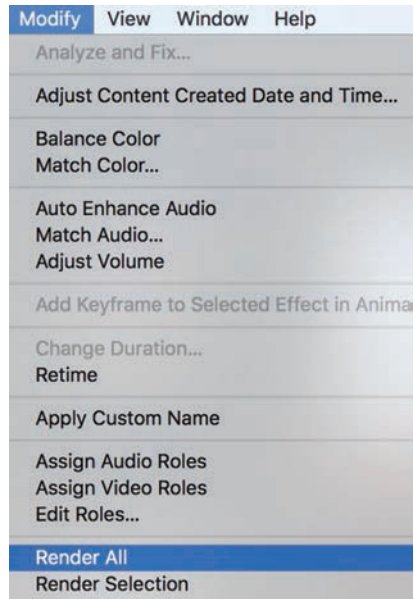 Modify View Window Help
Analyze and Fix...
Adjust Content Created Date and Time...
Balance Color
Match Color...
Auto Enhance Audio
Match Audio...
Adjust Volume
Add Keyframe to Selected Effect in Anima
Change Duration...
Retime
Apply Custom Name
Assign Audio Roles
Assign Video Roles
Edit Roles...
Render All
Render Selection